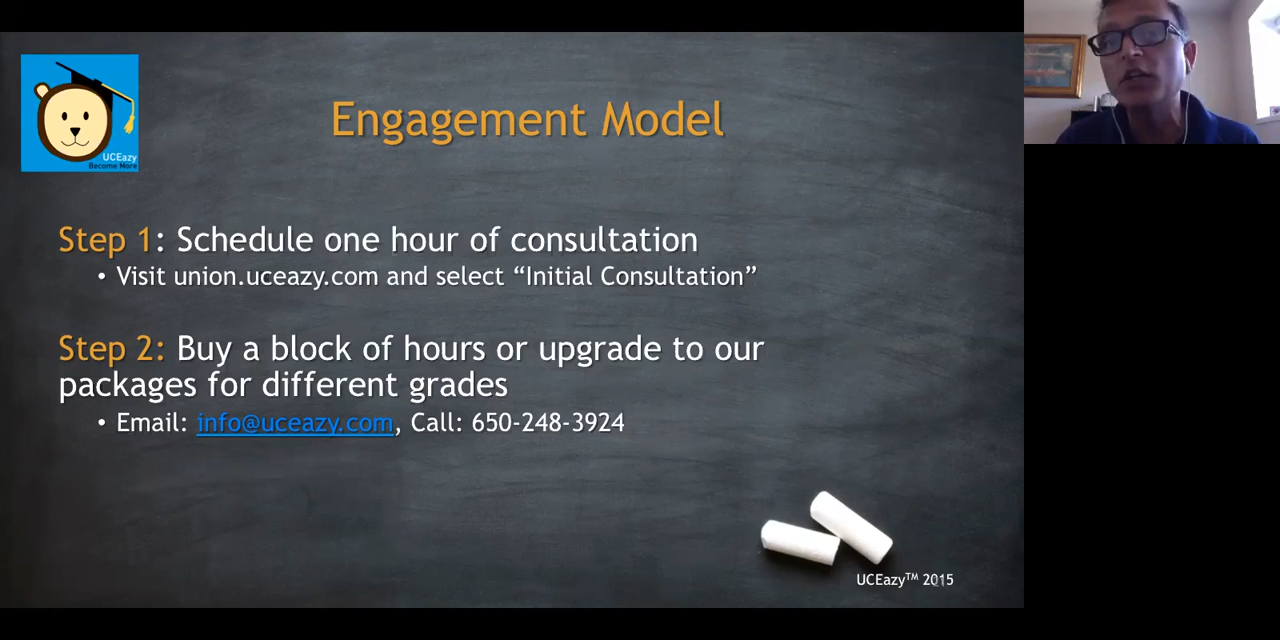 UCEazy
Become More
Engagement Model
Step 1: Schedule one hour of consultation
• Visit union.uceazy.com and select “Initial Consultation”
Step 2: Buy a block of hours or upgrade to our
packages for different grades
• Email: info@uceazy.com, Call: 650-248-3924
UCEazy™ 2015